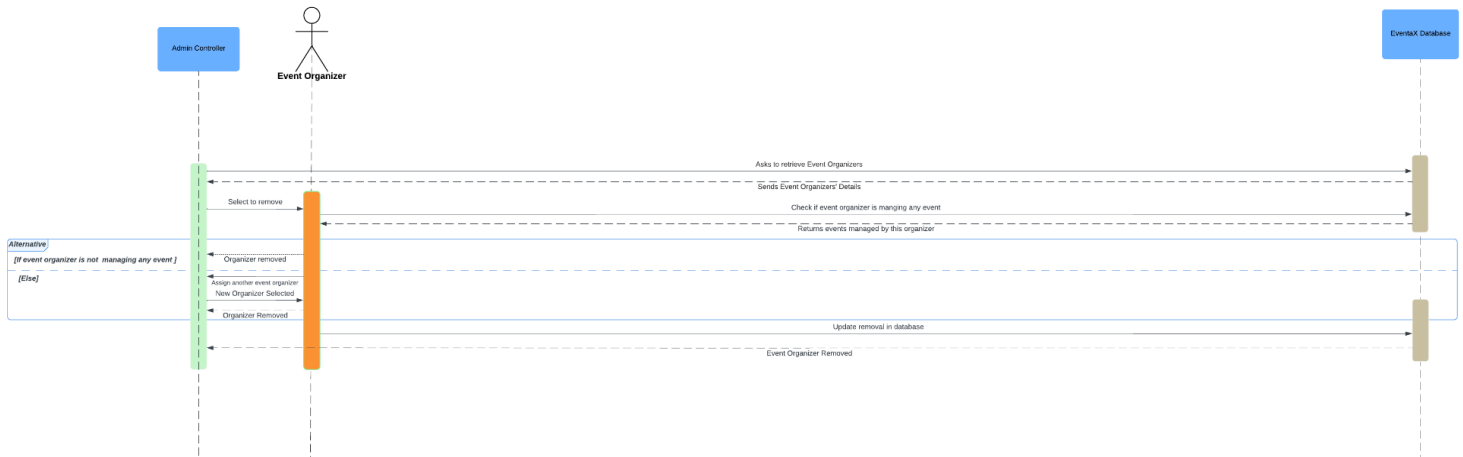 Admin Controller
Event Organizer
EventaX Database
Asks to retrieve Event Organizers
Sends Event Organizers' Details
Select to remove
Check if event organizer is manging any event
Returns events managed by this organizer
Alternative
[If event organizer is not managing any event ]
Organizer removed
[Else]
Assign another event organizer
New Organizer Selected
Organizer Removed
Update removal in database
Event Organizer Removed